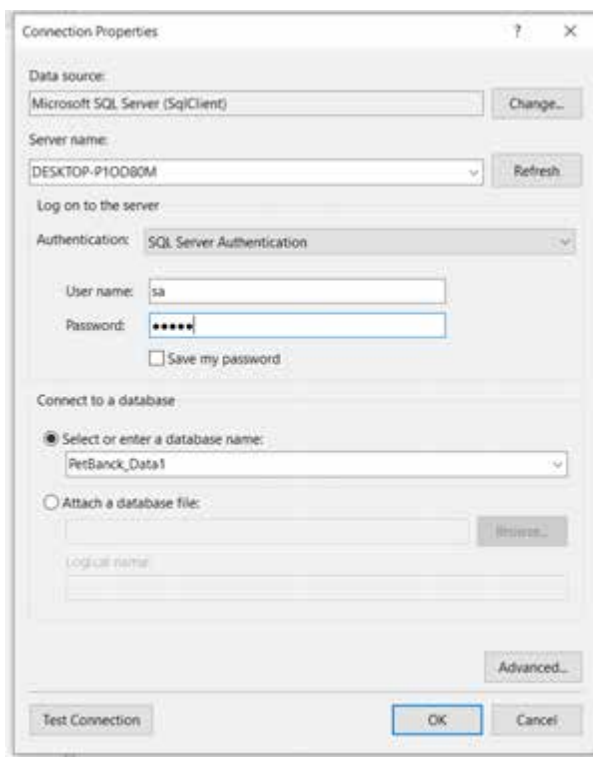 Connection Properties ? ×
Data source:
Microsoft SQL Server (SqlClient) Change...
Server name:
DESKTOP-P1OD80M Refresh
Log on to the server
Authentication: SQL Server Authentication
User name: sa
Password: •••••
Save my password
Connect to a database
Select or enter a database name:
PetBanck_Data1
Attach a database file:
Browse...
Logical name:
Advanced...
Test Connection OK Cancel